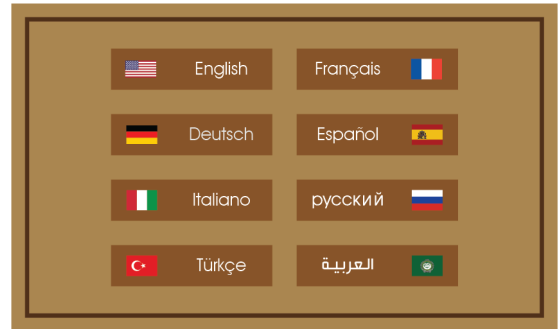 English
Français
Deutsch
Español
Italiano
русский
Türkçe
العربية